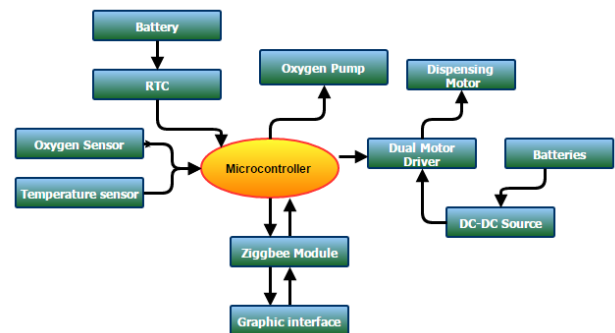 Battery
RTC
Oxygen Sensor
Temperature sensor
Microcontroller
Oxygen Pump
Dispensing
Motor
Dual Motor
Driver
Batteries
DC-DC Source
Ziggbee Module
Graphic interface